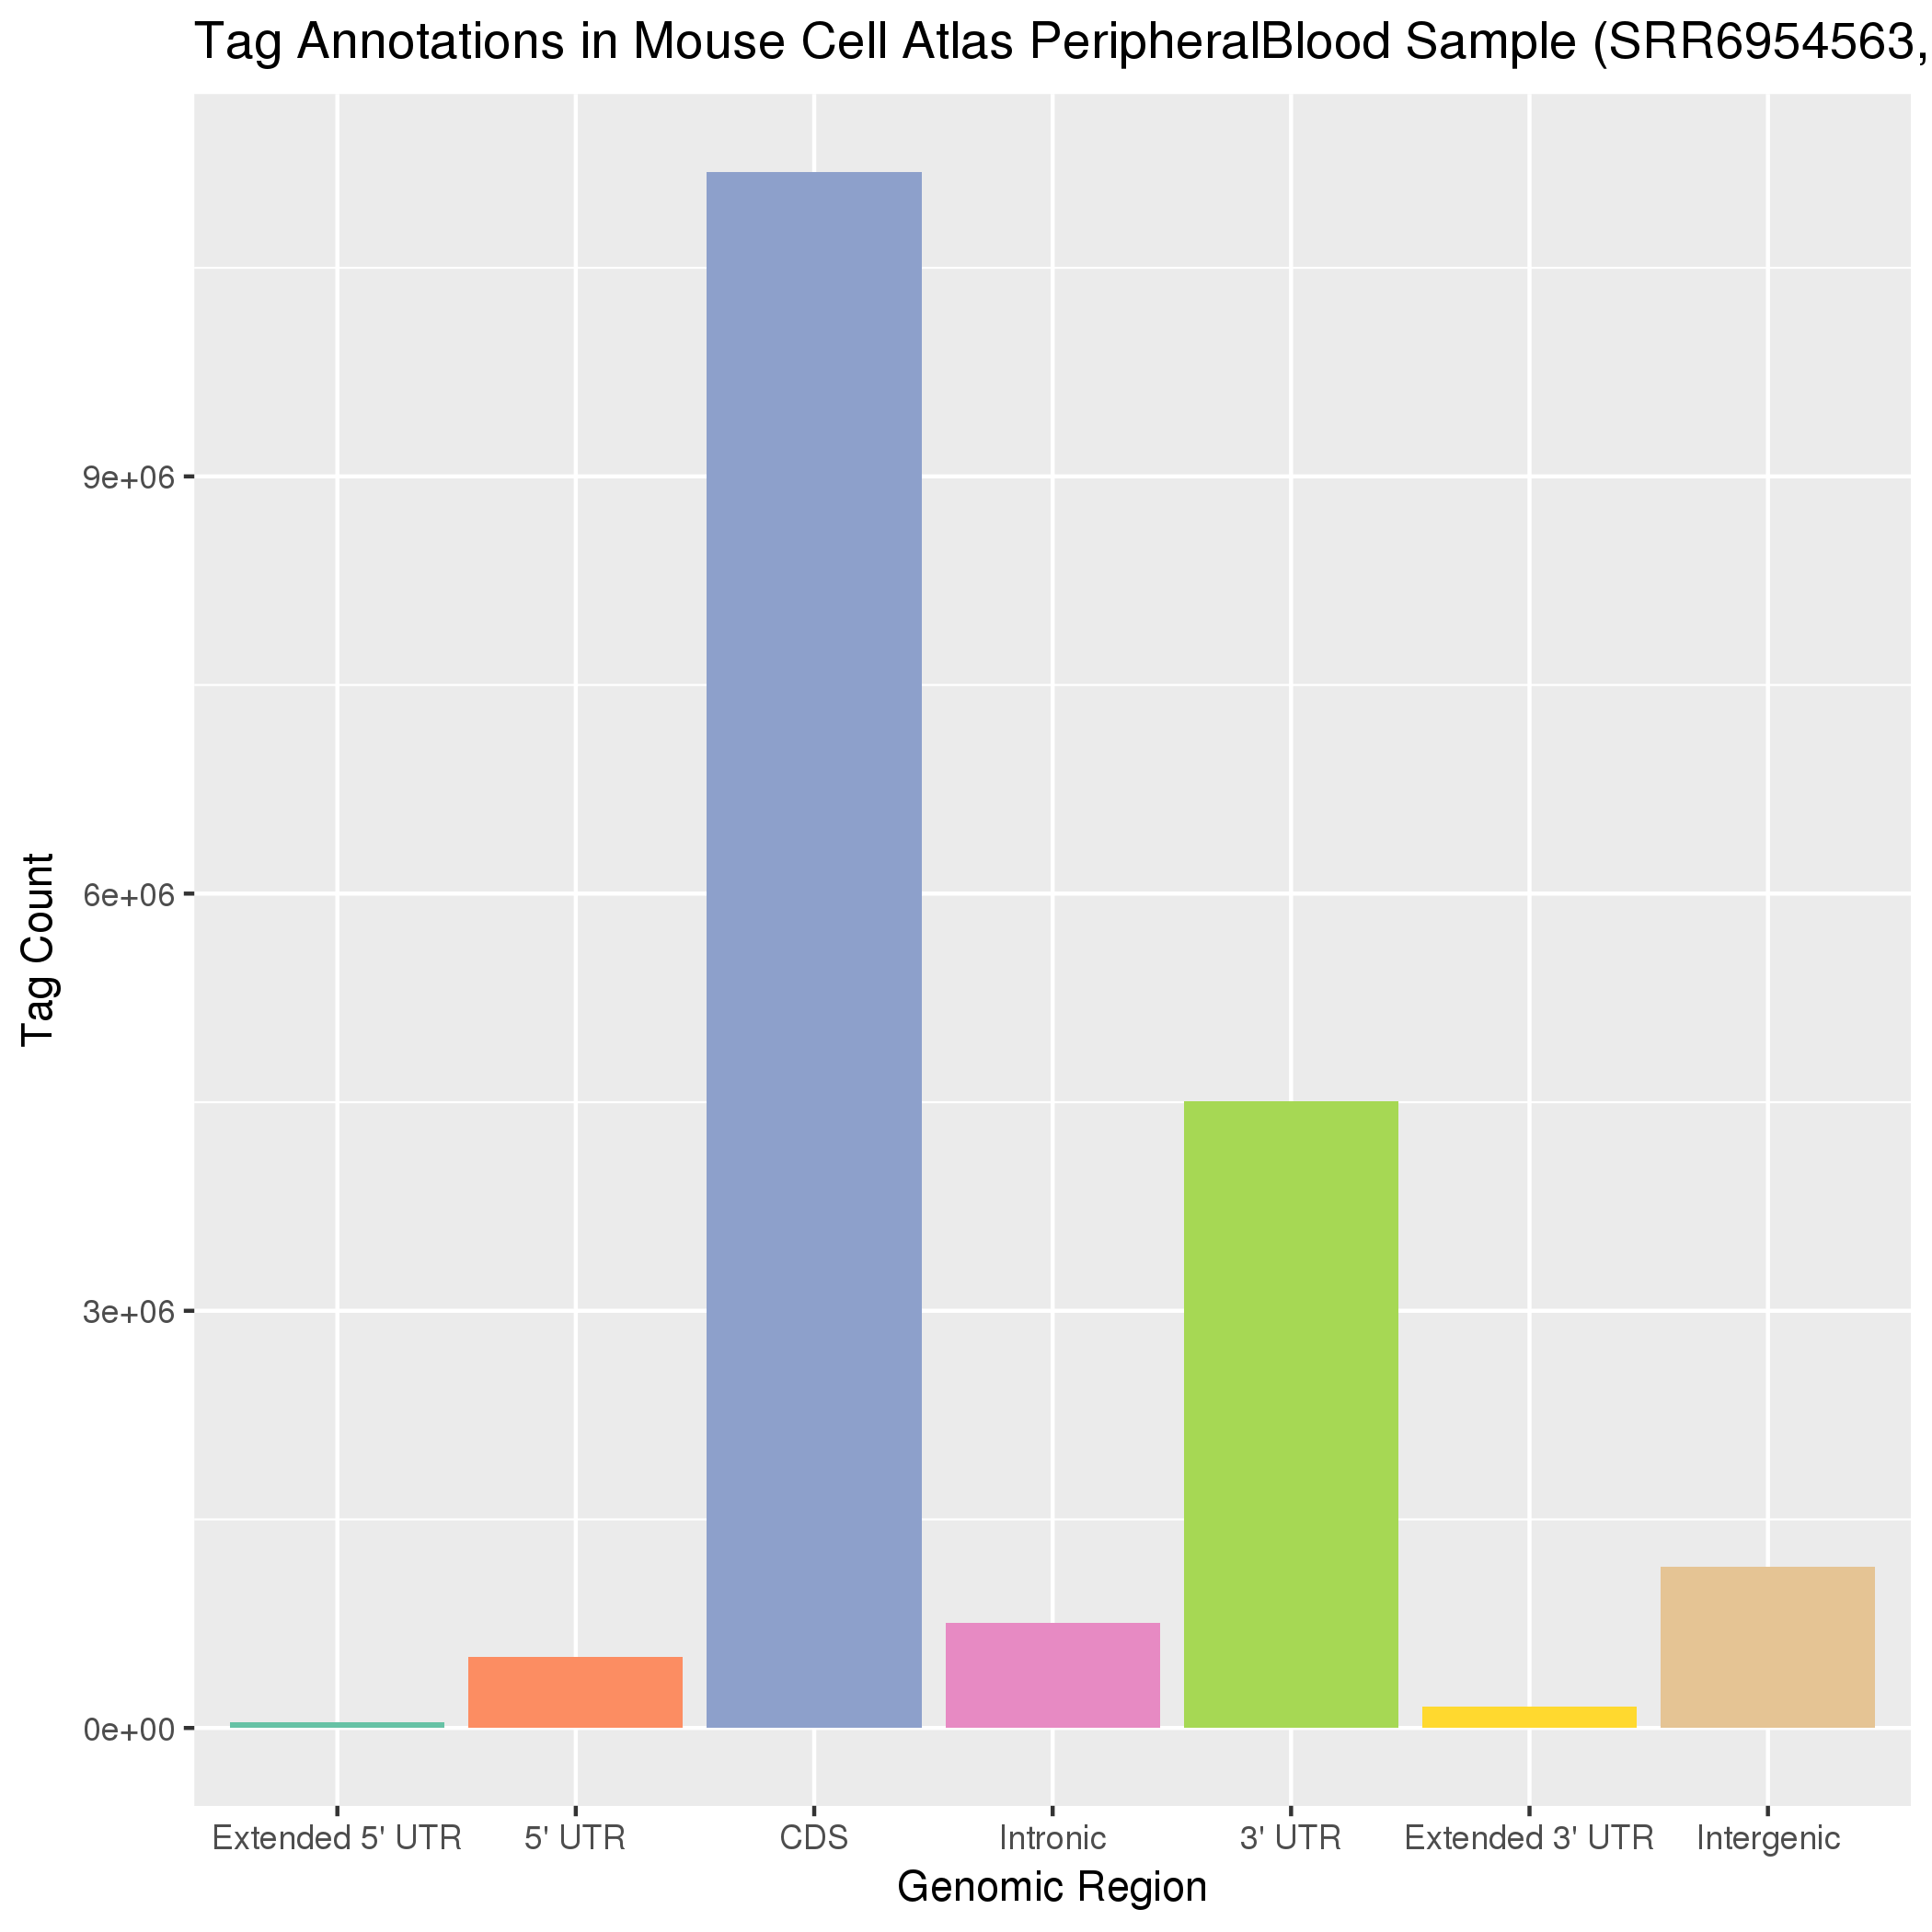 Tag Annotations in Mouse Cell Atlas PeripheralBlood Sample (SRR6954563,
Tag Count
9e+06
6e+06
3e+06
0e+00
Extended 5' UTR
5' UTR
CDS
Intronic
3' UTR
Extended 3' UTR
Intergenic
Genomic Region